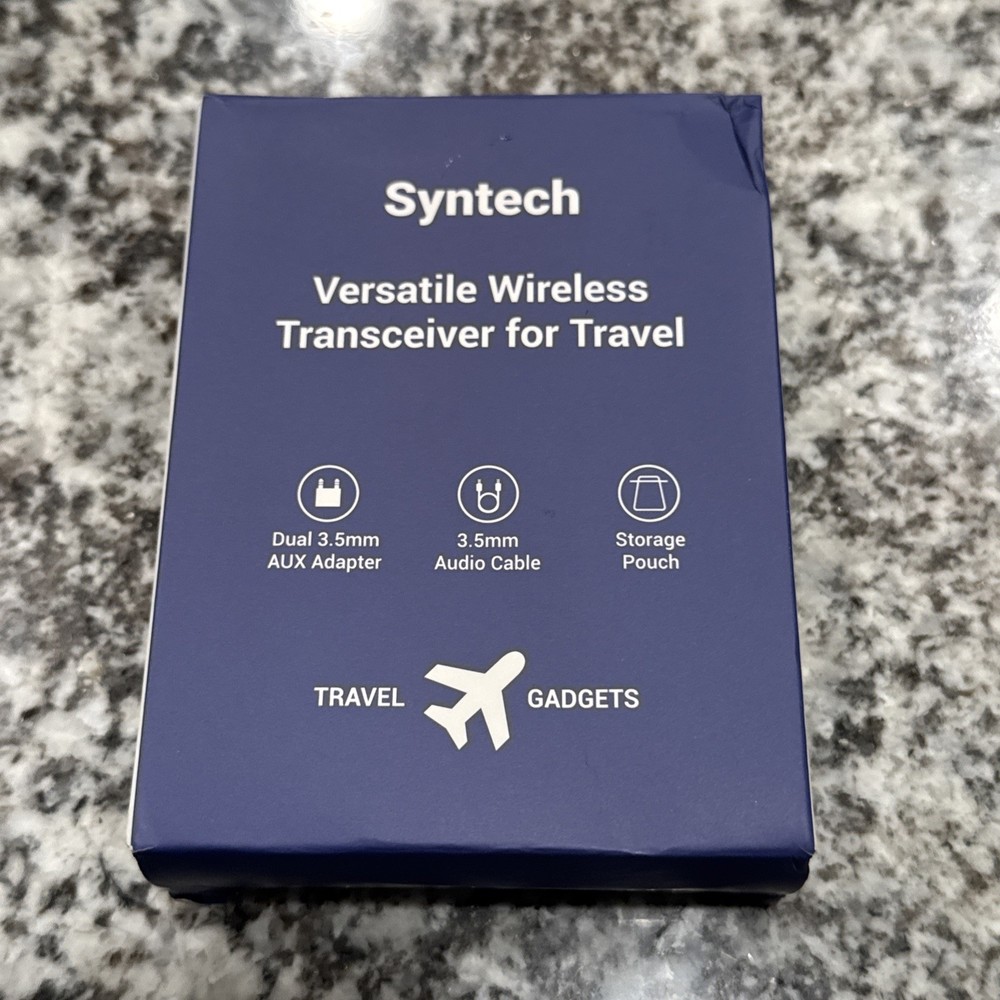 Syntech
Versatile Wireless
Transceiver for Travel
Dual 3.5mm
AUX Adapter
3.5mm
Audio Cable
Storage
Pouch
TRAVEL GADGETS